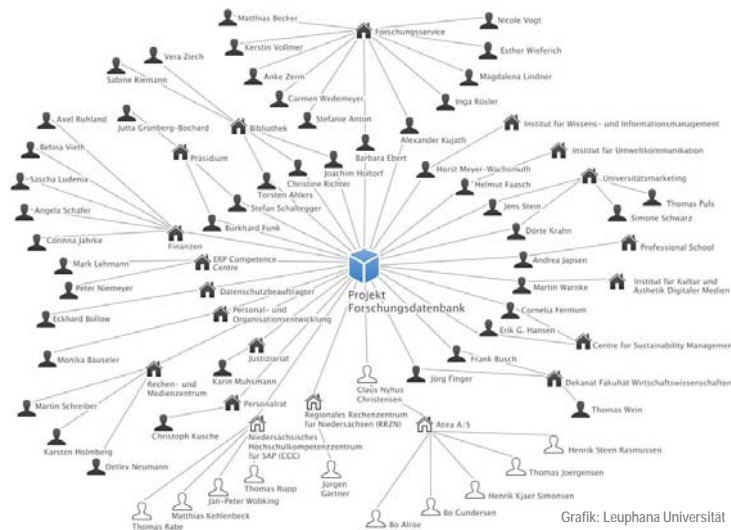 Matthias Becker
Nicole Vogt
Forschungsservice
Kerstin Vollmer
Esther Wieferich
Vera Ziech
Anke Zerm
Magdalena Lindner
Sabine Riemann
Carmen Wedemeyer
Inga Rösler
Axel Ruhland
Stefanie Anton
Jutta Grünberg-Bochard
Bibliothek
Alexander Kujath
Institut für Wissens- und Informationsmanagement
Betina Vieth
Barbara Ebert
Präsidium
Joachim Holtorf
Institut für Umweltkommunikation
Horst Meyer-Wachsmuth
Christine Richter
Sascha Ludenia
Helmut Faasch
Universitätsmarketing
Torsten Ahlers
Thomas Puls
Angela Schäfer
Stefan Schaltegger
Jens Stein
Simone Schwarz
Burkhard Funk
Dörte Krahn
Corinna Jahrke
Finanzen
Professional School
Mark Lehmann
ERP Competence
Centre
Andrea Japsen
Peter Niemeyer
Martin Warnke
Institut für Kultur und
Ästhetik Digitaler Medien
Datenschutzbeauftragter
Projekt
Forschungsdatenbank
Eckhard Bollow
Personal- und
Organisationsentwicklung
Cornelia Fermum
Erik G. Hansen
Centre for Sustainability Management
Monika Bauseler
Justiziariat
Frank Busch
Rechen- und
Medienzentrum
Karin Muhsmann
Claus Nyhus
Christensen
Jörg Finger
Dekanat Fakultät Wirtschaftswissenschaften
Martin Schreiber
Personalrat
Regionales Rechenzentrum
für Niedersachsen (RRZN)
Atira A/S
Thomas Wein
Christoph Kusche
Niedersächsisches
Hochschulkompetenzzentrum
für SAP (CCC)
Karsten Holmberg
Henrik Steen Rasmussen
Detlev Neumann
Thomas Rupp
Jürgen
Gärtner
Thomas Joergensen
Jan-Peter Wöbking
Henrik Kjaer Simonsen
Matthias Kehlenbeck
Bo Gundersen
Thomas Rabe
Bo Alröe
Grafik: Leuphana Universität